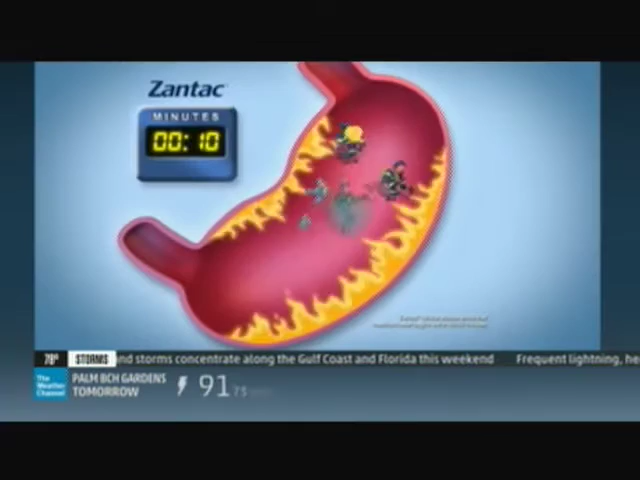 Zantac
MINUTES
00:10
78° STORMS nd storms concentrate along the Gulf Coast and Florida this weekend Frequent lightning, he
The Weather Channel
PALM BCH GARDENS
TOMORROW
91 73